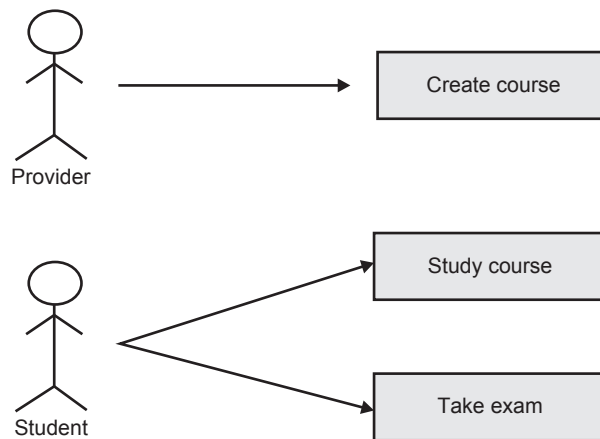 Create course
Provider
Study course
Take exam
Student